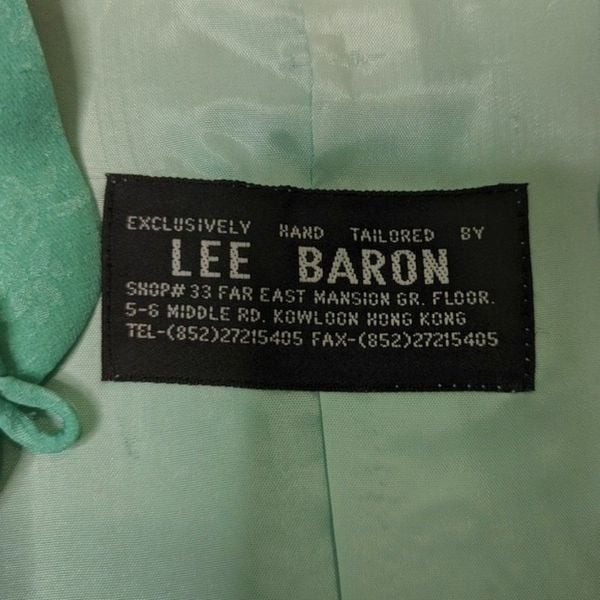 EXCLUSIVELY HAND TAILORED BY
LEE BARON
SHOP# 33 FAR EAST MANSION GR. FLOOR.
5-6 MIDDLE RD. KOWLOON HONG KONG
TEL-(852)27215405 FAX-(852)27215405